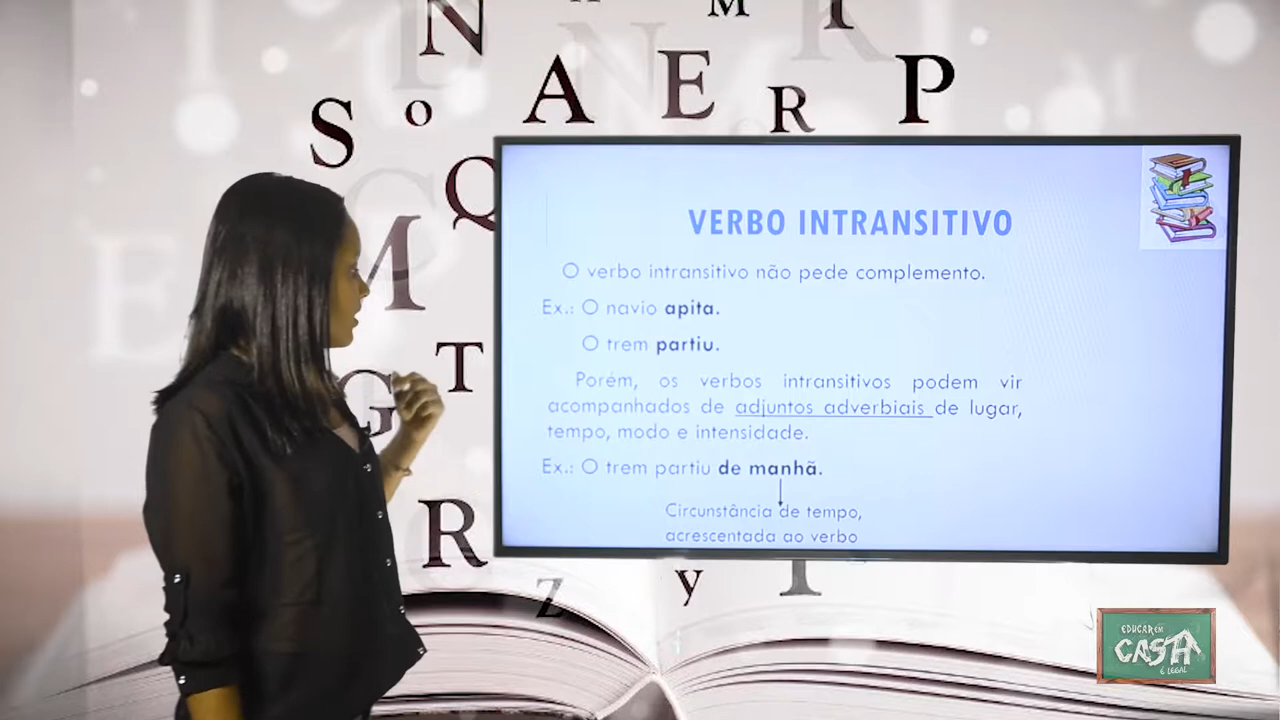 N
M
S O A E R P
Q
M
VERBO INTRANSITIVO
O verbo intransitivo não pede complemento.
Ex.: O navio apita.
O trem partiu.
Porém, os verbos intransitivos podem vir
acompanhados de adjuntos adverbiais de lugar,
tempo, modo e intensidade.
Ex.: O trem partiu de manhã.
Circunstância de tempo,
acrescentada ao verbo
T
G
R
Z y
EDUCAR EM
CASA
É LEGAL